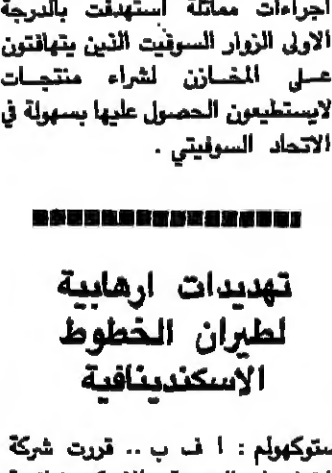 اجراءات مماثلة استهدفت بالدرجة
الاولى الزوار السوفيت الذين يتهافتون
على المخازن لشراء منتجات
لايستطيعون الحصول عليها بسهولة في
الاتحاد السوفيتي .
تهديدات ارهابية
لطيران الخطوط
الاسكندينافية
ستوكهولم : ا ف ب .. قررت شركة